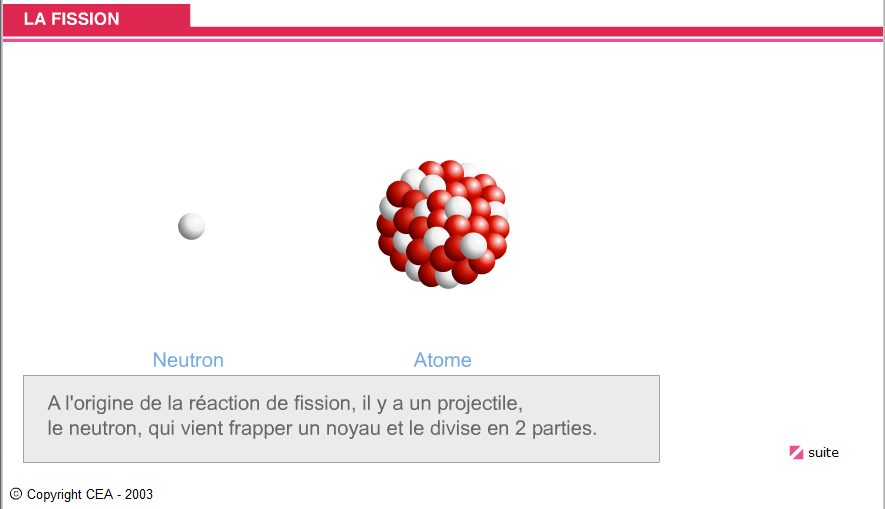 LA FISSION
Neutron
Atome
A l'origine de la réaction de fission, il y a un projectile,
le neutron, qui vient frapper un noyau et le divise en 2 parties.
suite
© Copyright CEA - 2003